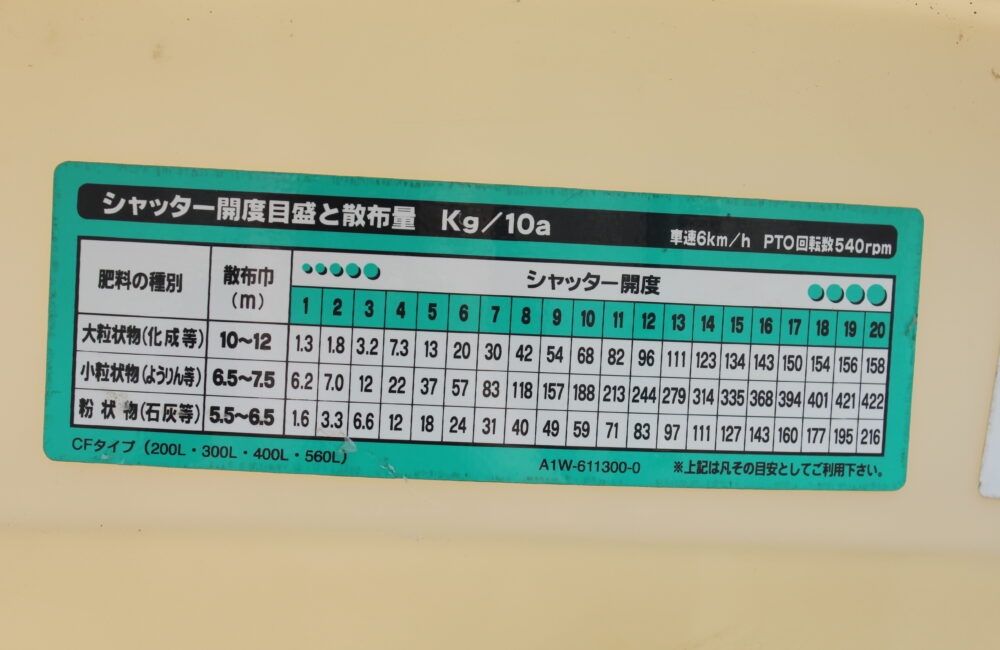 シャッター開度目盛と散布量 Kg/10a 車速6km/h PTO回転数540rpm
肥料の種別 散布巾(m) シャッター開度
1 2 3 4 5 6 7 8 9 10 11 12 13 14 15 16 17 18 19 20
大粒状物(化成等) 10~12 1.3 1.8 3.2 7.3 13 20 30 42 54 68 82 96 111 123 134 143 150 154 156 158
小粒状物(ようりん等) 6.5~7.5 6.2 7.0 12 22 37 57 83 118 157 188 213 244 279 314 335 368 394 401 421 422
粉状物(石灰等) 5.5~6.5 1.6 3.3 6.6 12 18 24 31 40 49 59 71 83 97 111 127 143 160 177 195 216
CFタイプ(200L・300L・400L・560L) A1W-611300-0 ※上記は凡その目安としてご利用下さい。